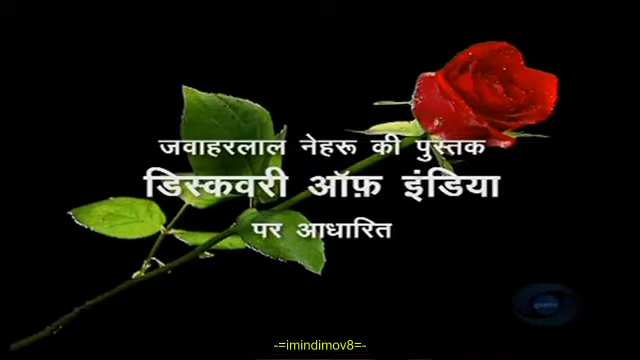 जवाहरलाल नेहरू की पुस्तक
डिस्कवरी ऑफ़ इंडिया
पर आधारित
-=imindimov8=-